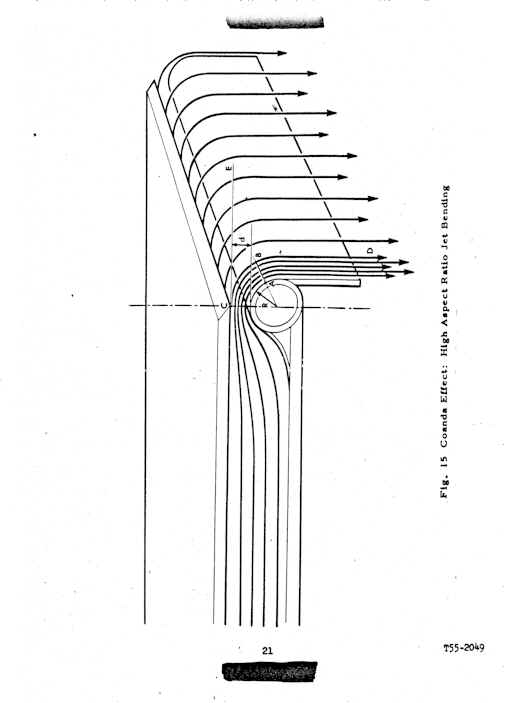 E
d
B
D
C
A
R
Fig. 15 Coanda Effect: High Aspect Ratio Jet Bending
21
T55-2049